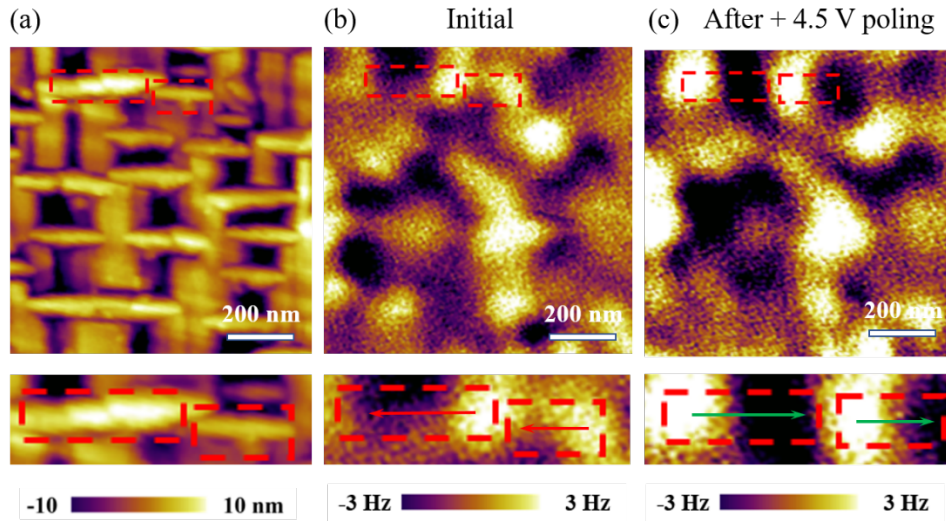 (a)
(b) Initial
(c) After + 4.5 V poling
200 nm
200 nm
200 nm
-10 10 nm
-3 Hz 3 Hz
-3 Hz 3 Hz